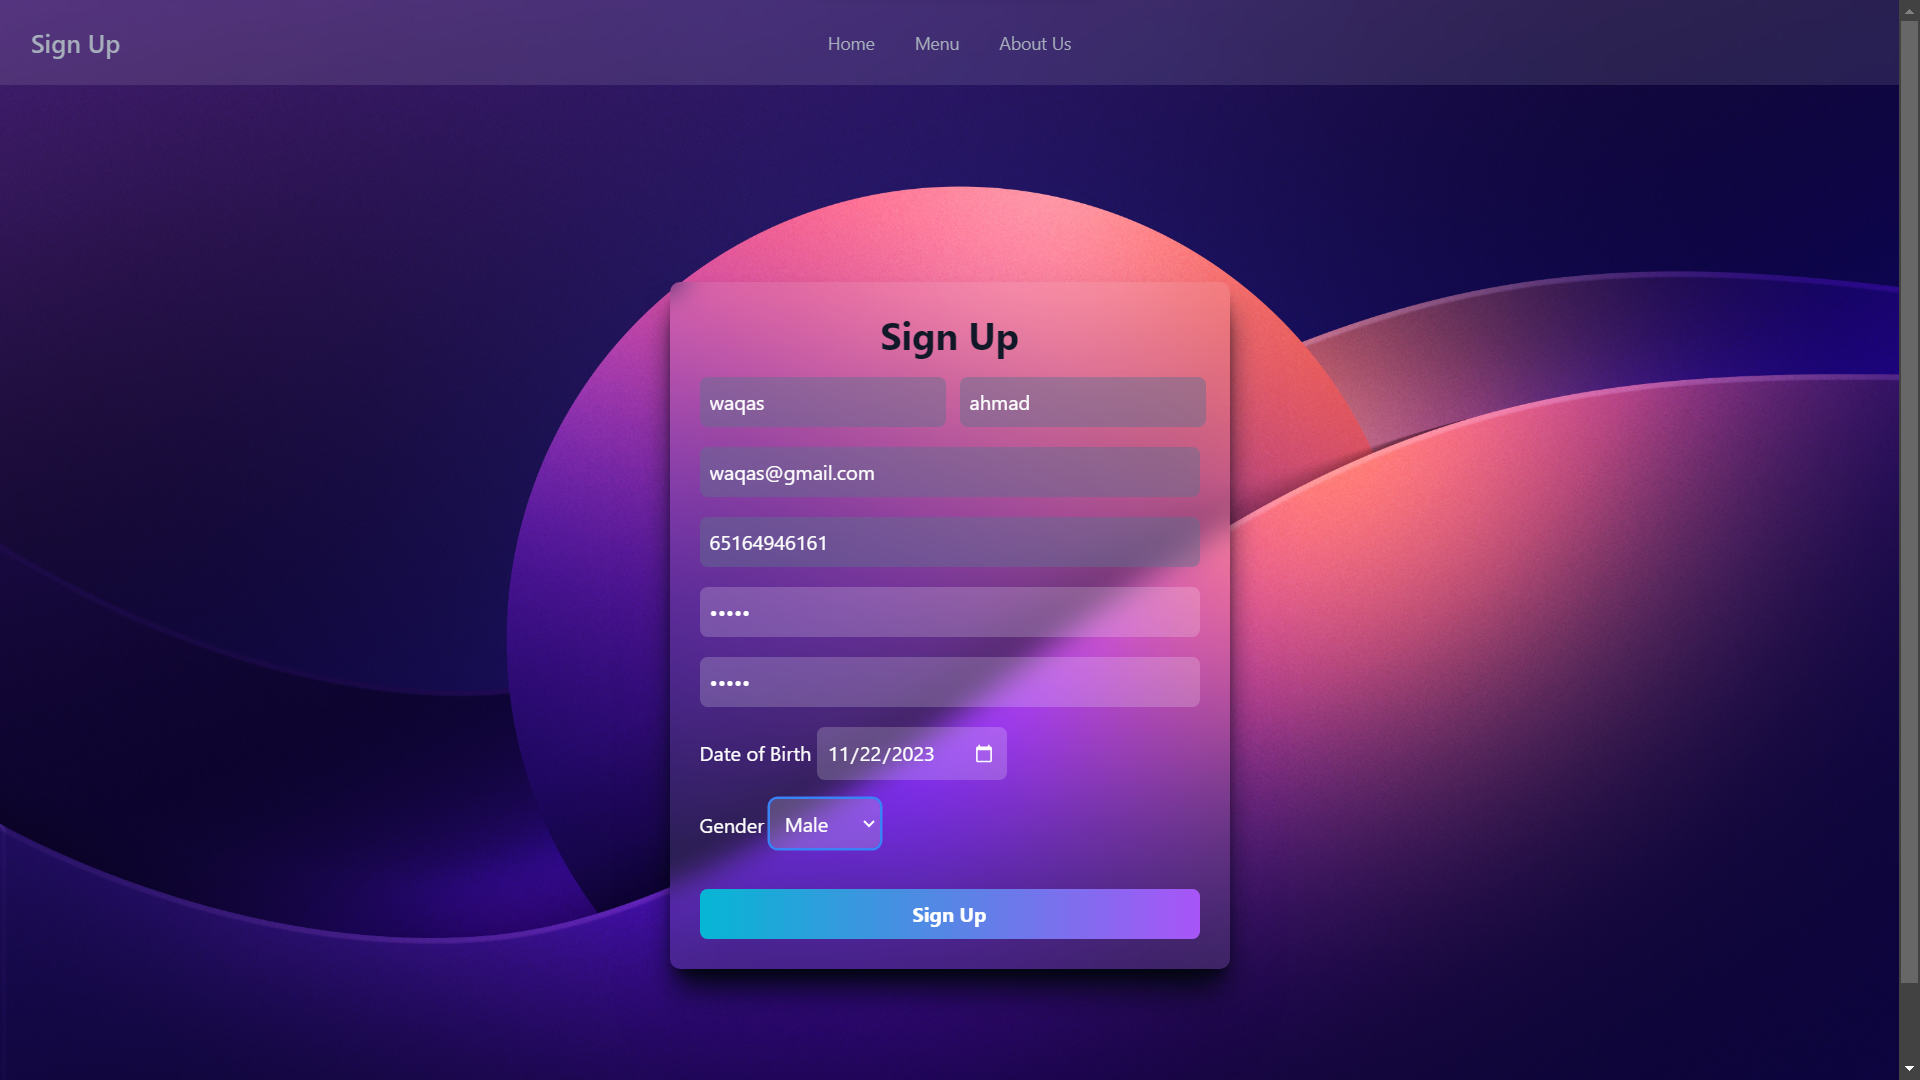 Sign Up
Home Menu About Us
Sign Up
waqas ahmad
waqas@gmail.com
65164946161
•••••
•••••
Date of Birth 11/22/2023
Gender Male
Sign Up